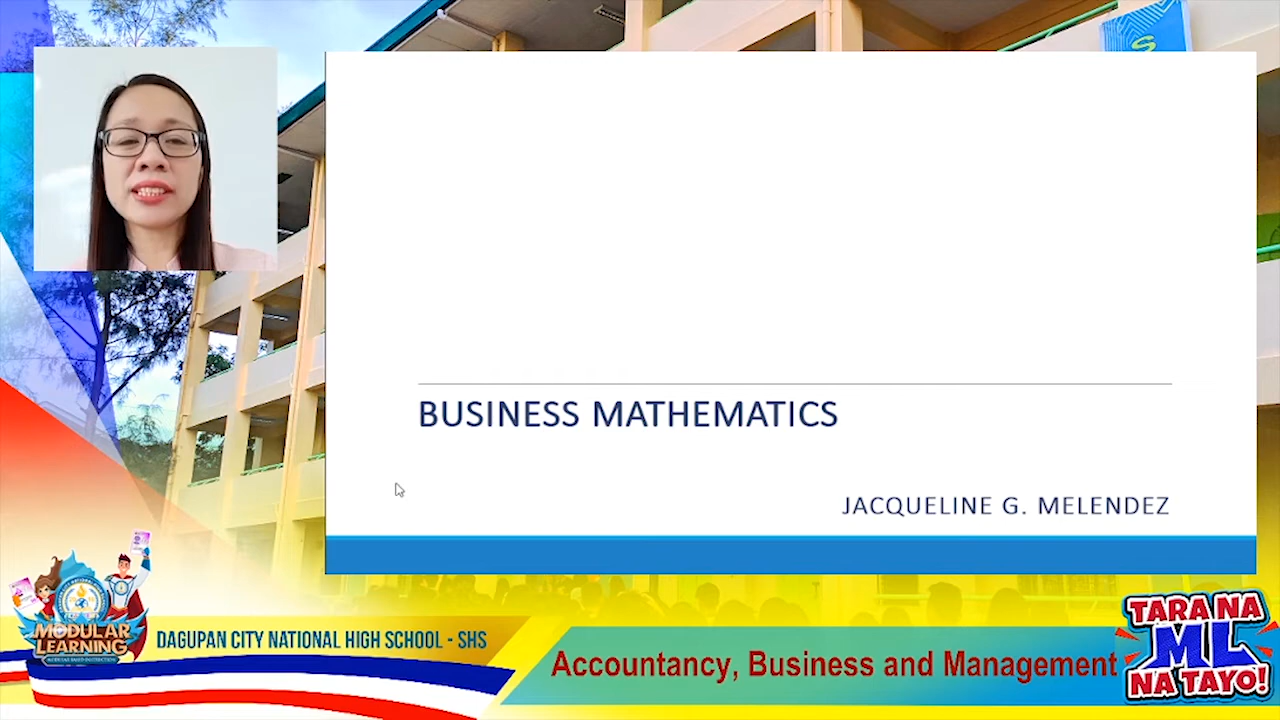 S
BUSINESS MATHEMATICS
JACQUELINE G. MELENDEZ
MODULAR
LEARNING
DAGUPAN CITY NATIONAL HIGH SCHOOL - SHS
Accountancy, Business and Management
TARA NA
ML
NA TAYO!